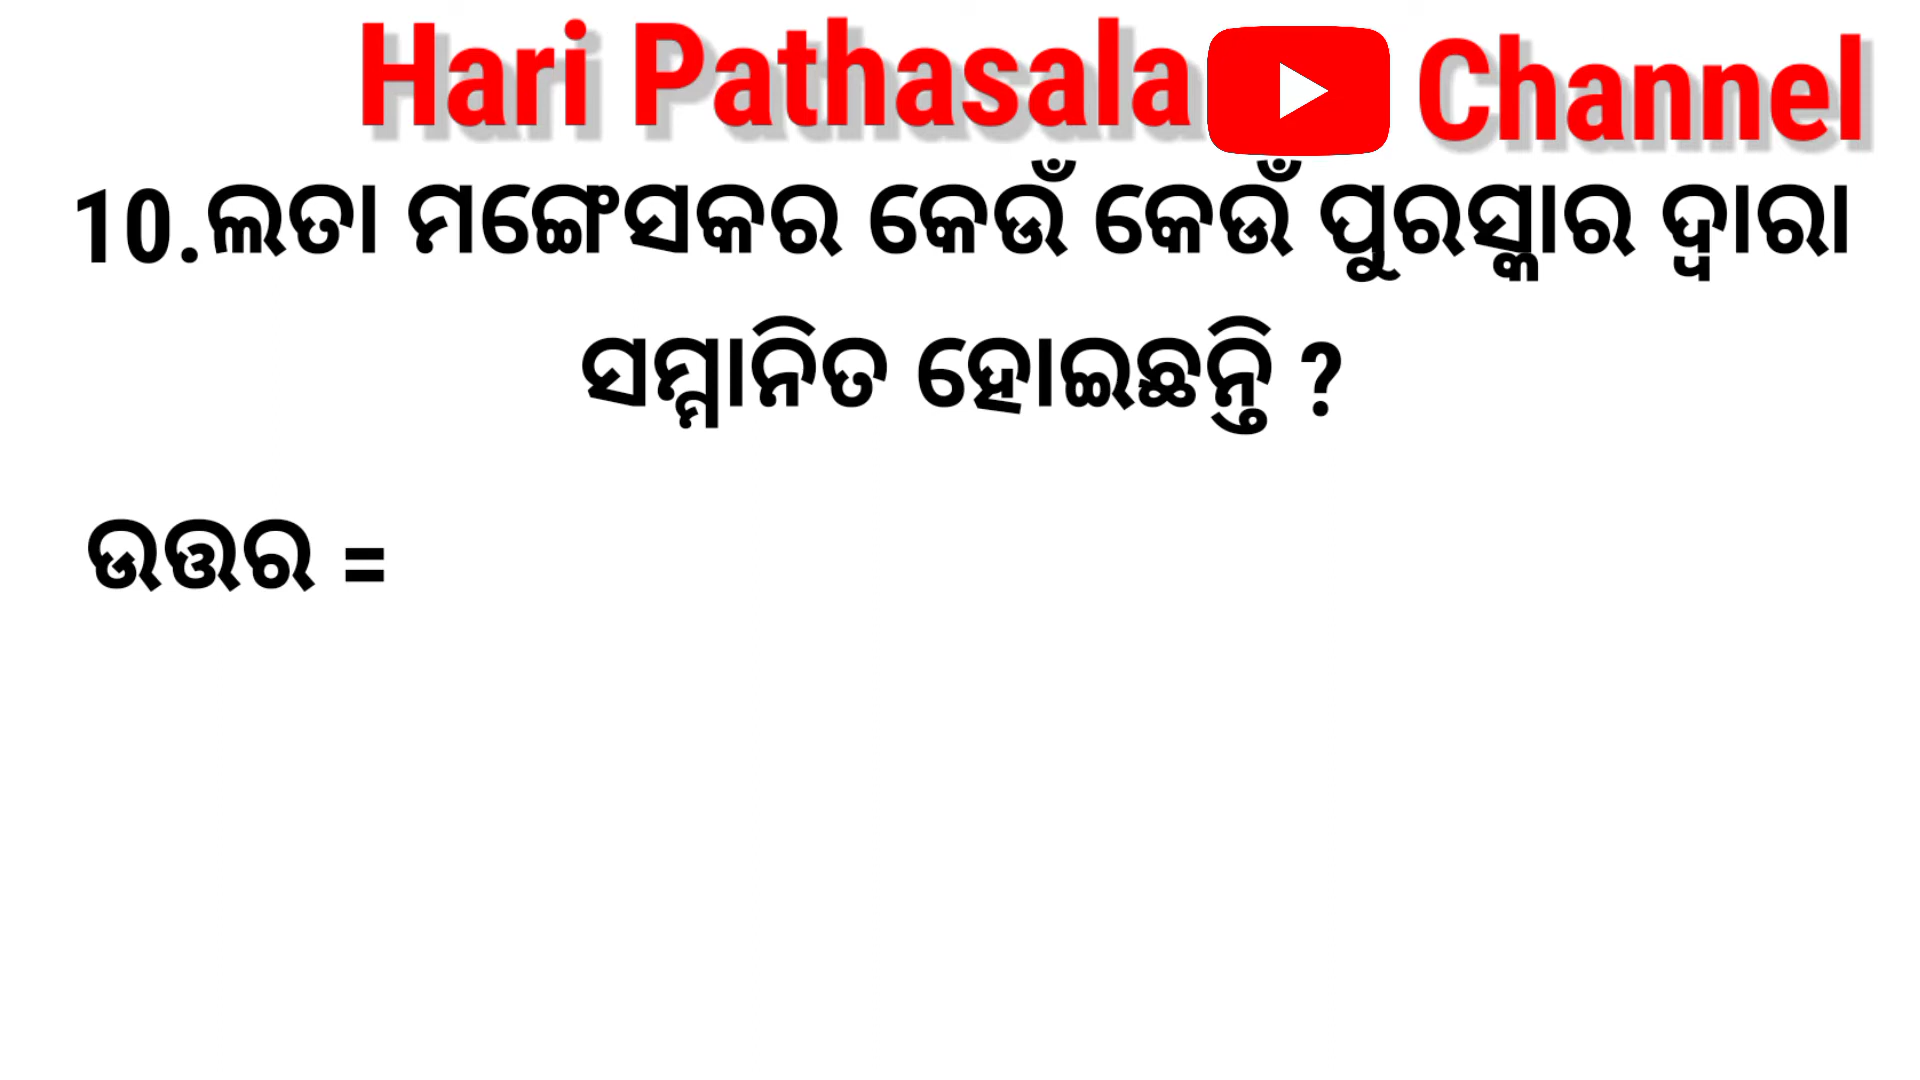 Hari Pathasala Channel
10.ଲତା ମଙ୍ଗେସକର କେଉଁ କେଉଁ ପୁରସ୍କାର ଦ୍ୱାରା
ସମ୍ମାନିତ ହୋଇଛନ୍ତି ?
ଉତ୍ତର =